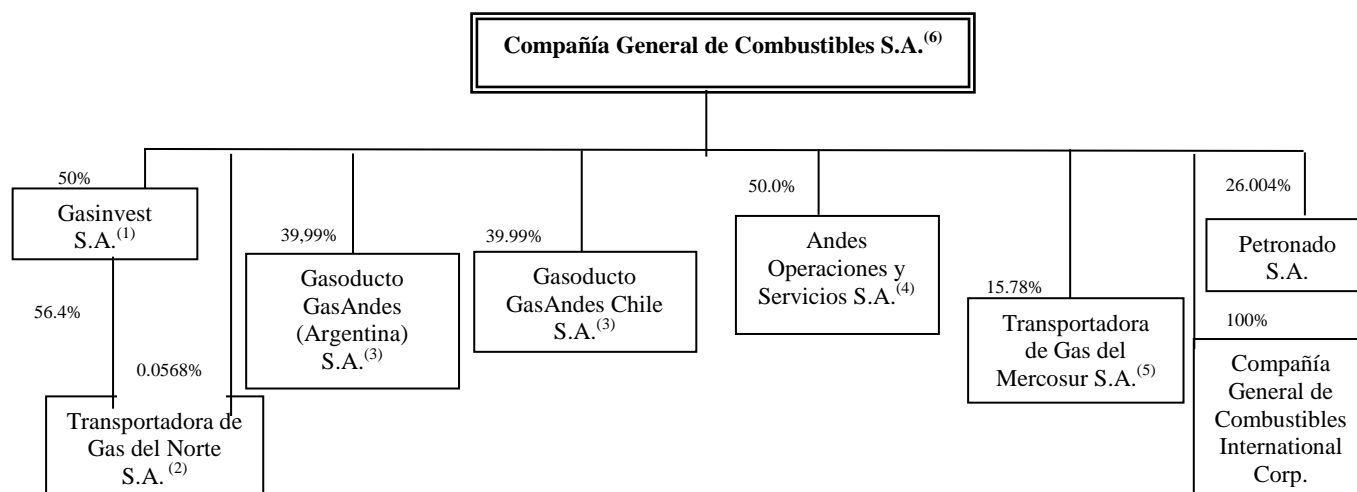 Compañía General de Combustibles S.A.(6)
50%
Gasinvest
S.A.(1)
56.4%
0.0568%
Transportadora de
Gas del Norte
S.A. (2)
39,99%
Gasoducto
GasAndes
(Argentina)
S.A.(3)
39.99%
Gasoducto
GasAndes Chile
S.A.(3)
50.0%
Andes
Operaciones y
Servicios S.A.(4)
15.78%
Transportadora
de Gas del
Mercosur S.A.(5)
26.004%
Petronado
S.A.
100%
Compañía
General de
Combustibles
International
Corp.